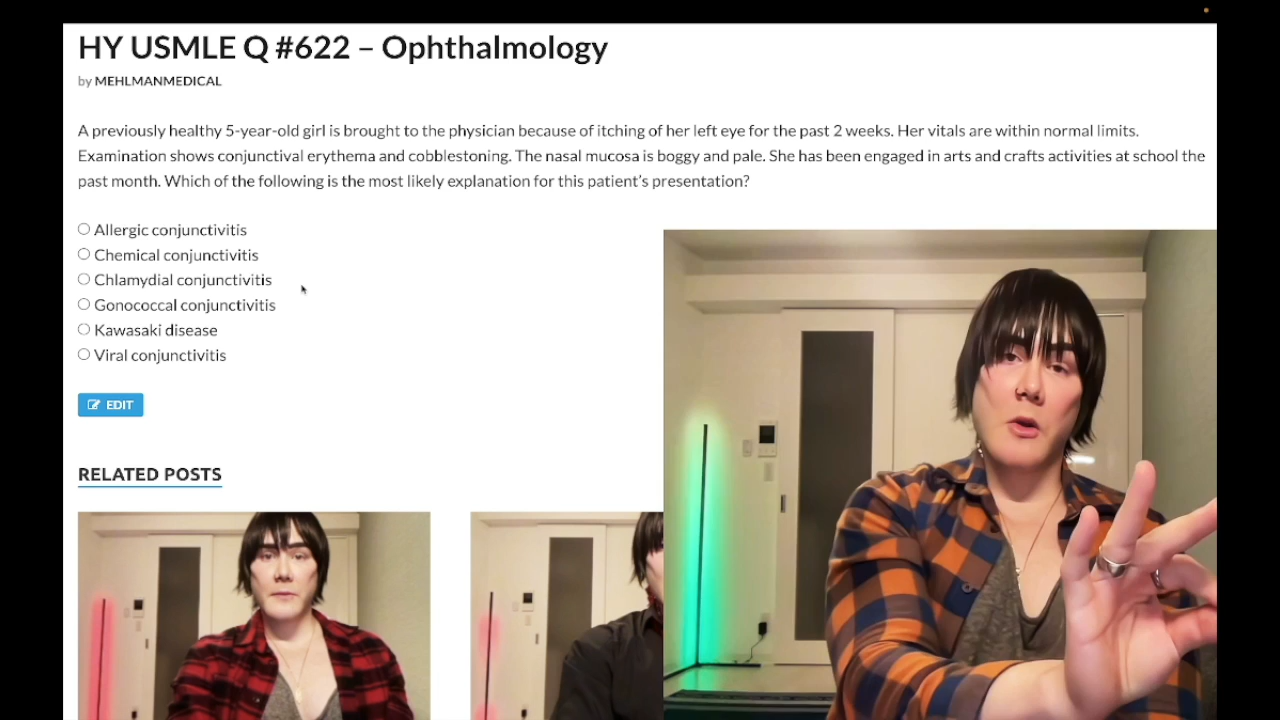 HY USMLE Q #622 – Ophthalmology
by MEHLMANMEDICAL
A previously healthy 5-year-old girl is brought to the physician because of itching of her left eye for the past 2 weeks. Her vitals are within normal limits.
Examination shows conjunctival erythema and cobblestoning. The nasal mucosa is boggy and pale. She has been engaged in arts and crafts activities at school the
past month. Which of the following is the most likely explanation for this patient's presentation?
Allergic conjunctivitis
Chemical conjunctivitis
Chlamydial conjunctivitis
Gonococcal conjunctivitis
Kawasaki disease
Viral conjunctivitis
EDIT
RELATED POSTS